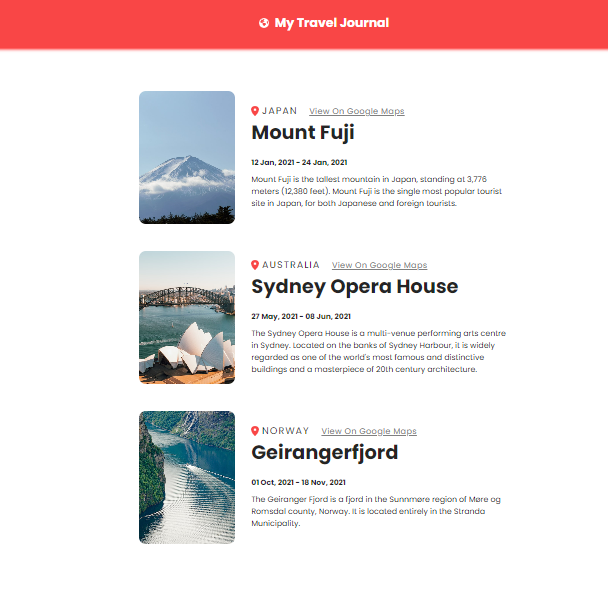 My Travel Journal
JAPAN View On Google Maps
Mount Fuji
12 Jan, 2021 - 24 Jan, 2021
Mount Fuji is the tallest mountain in Japan, standing at 3,776
meters (12,380 feet). Mount Fuji is the single most popular tourist
site in Japan, for both Japanese and foreign tourists.
AUSTRALIA View On Google Maps
Sydney Opera House
27 May, 2021 - 08 Jun, 2021
The Sydney Opera House is a multi-venue performing arts centre
in Sydney. Located on the banks of Sydney Harbour, it is widely
regarded as one of the world's most famous and distinctive
buildings and a masterpiece of 20th century architecture.
NORWAY View On Google Maps
Geirangerfjord
01 Oct, 2021 - 18 Nov, 2021
The Geiranger Fjord is a fjord in the Sunnmøre region of Møre og
Romsdal county, Norway. It is located entirely in the Stranda
Municipality.